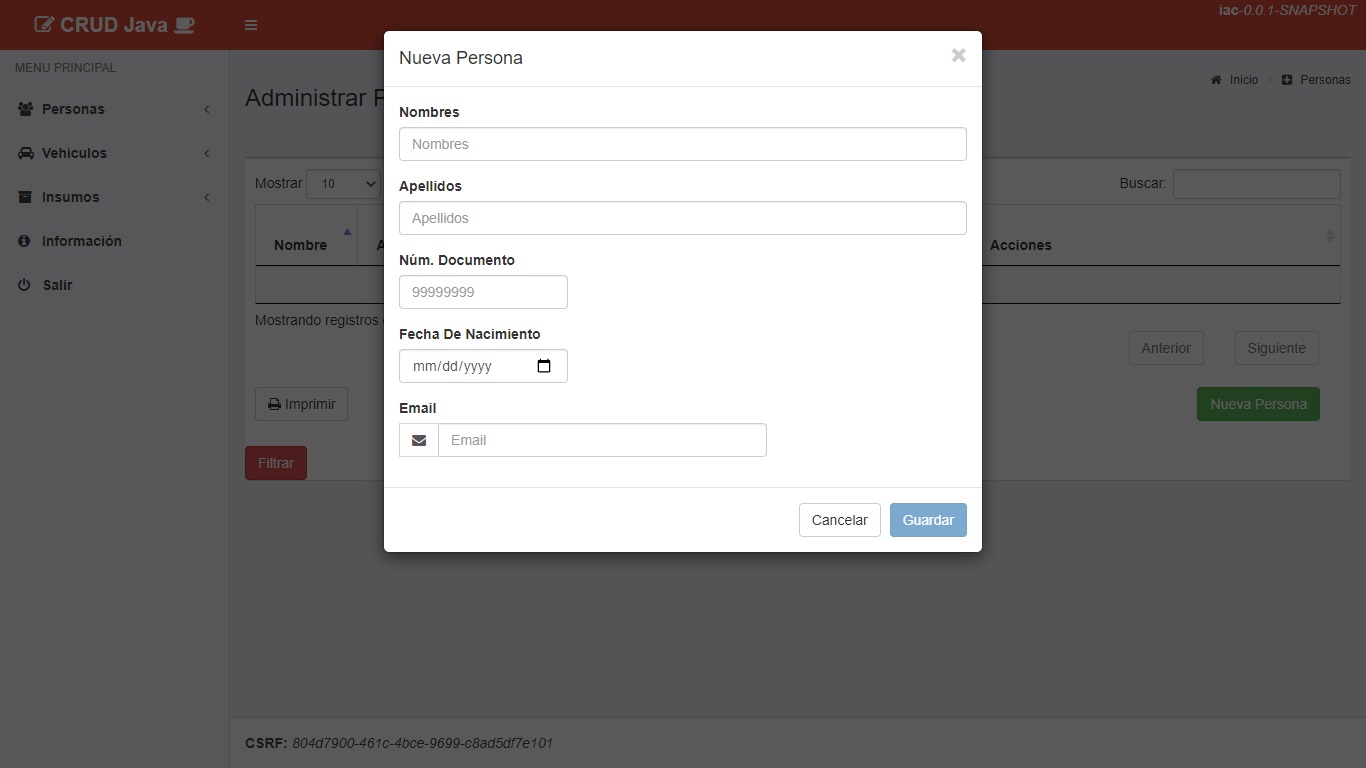 CRUD Java
iac-0.0.1-SNAPSHOT
MENU PRINCIPAL
Personas
Vehiculos
Insumos
Información
Salir
Administrar P
Inicio > Personas
Mostrar 10
Buscar:
Nombre
A
Acciones
Mostrando registros
Anterior
Siguiente
Imprimir
Nueva Persona
Filtrar
Nueva Persona
Nombres
Nombres
Apellidos
Apellidos
Núm. Documento
99999999
Fecha De Nacimiento
mm/dd/yyyy
Email
Email
Cancelar
Guardar
CSRF: 804d7900-461c-4bce-9699-c8ad5df7e101